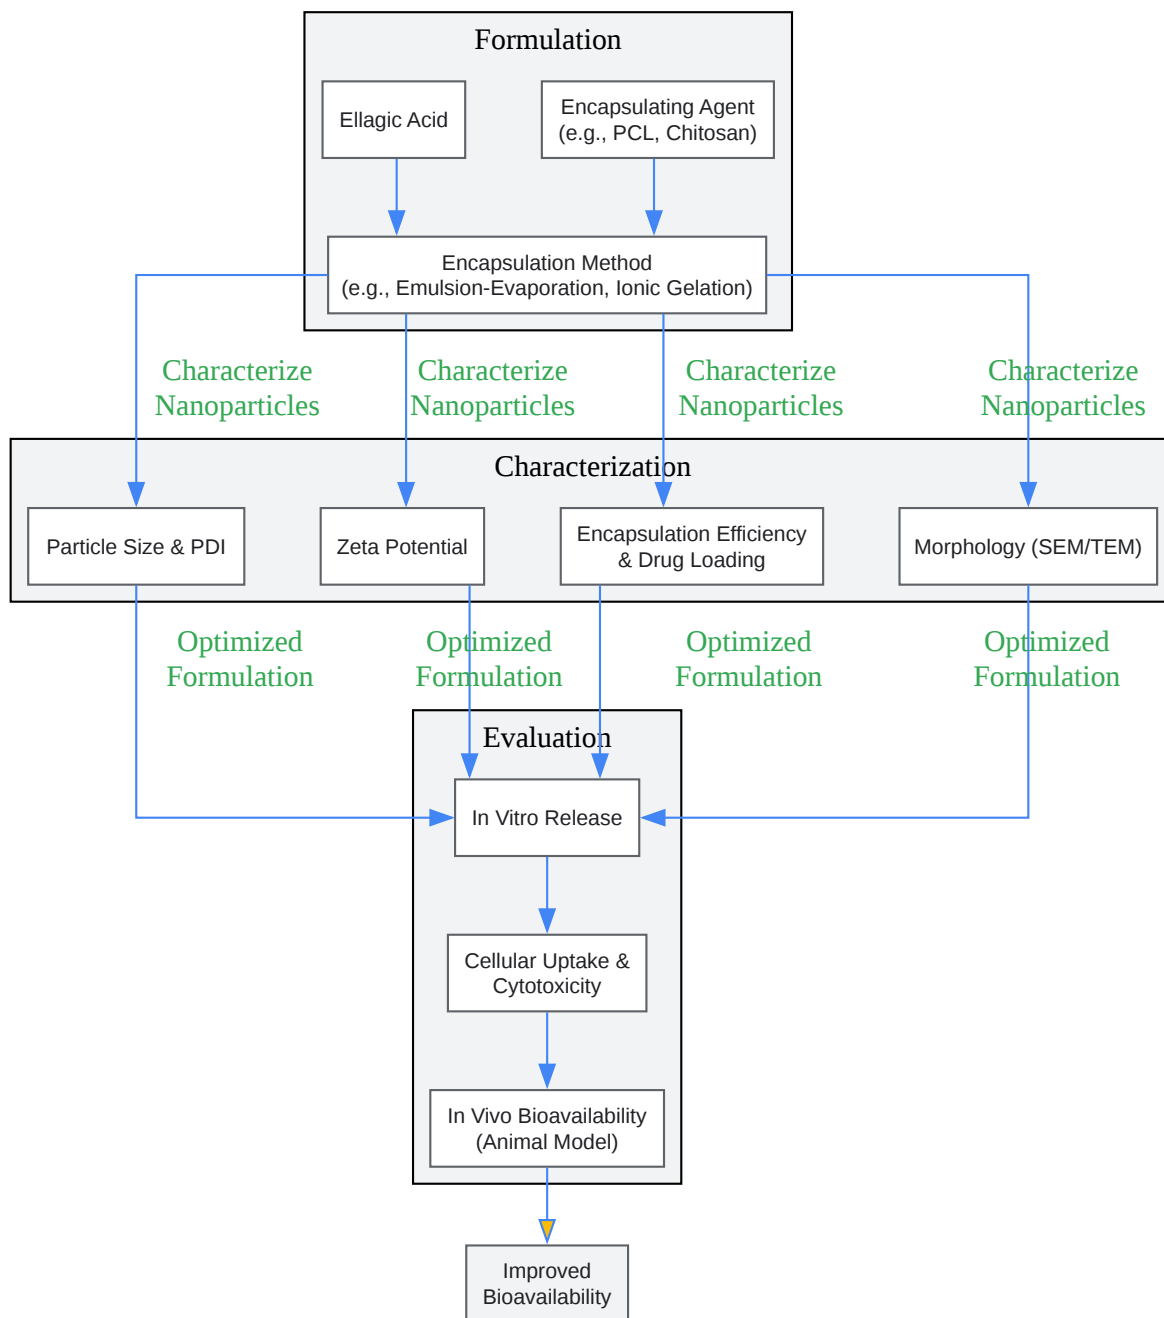 Formulation
Ellagic Acid
Encapsulating Agent
(e.g., PCL, Chitosan)
Encapsulation Method
(e.g., Emulsion-Evaporation, Ionic Gelation)
Characterize
Nanoparticles
Characterize
Nanoparticles
Characterize
Nanoparticles
Characterize
Nanoparticles
Characterization
Particle Size & PDI
Zeta Potential
Encapsulation Efficiency
& Drug Loading
Morphology (SEM/TEM)
Optimized
Formulation
Optimized
Formulation
Optimized
Formulation
Optimized
Formulation
Evaluation
In Vitro Release
Cellular Uptake &
Cytotoxicity
In Vivo Bioavailability
(Animal Model)
Improved
Bioavailability